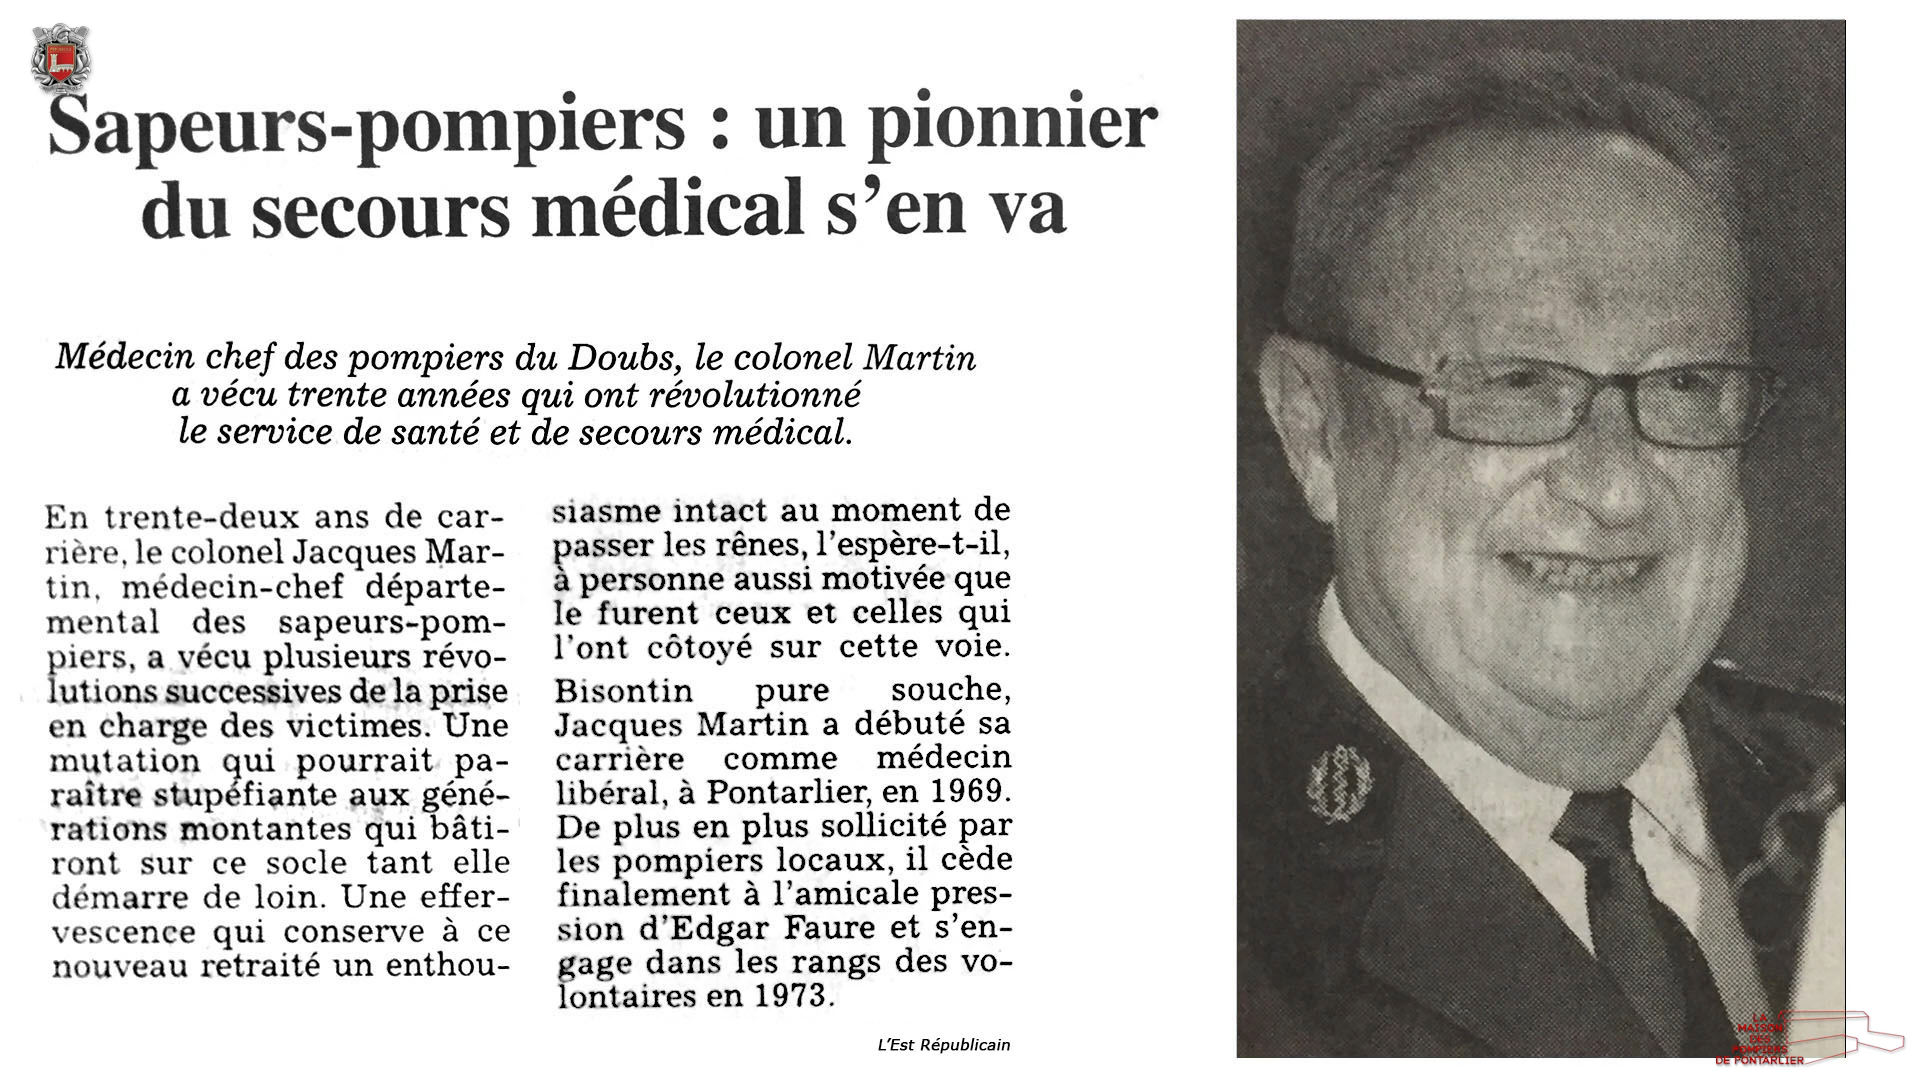 Sapeurs-pompiers : un pionnier
du secours médical s'en va
Médecin chef des pompiers du Doubs, le colonel Martin
a vécu trente années qui ont révolutionné
le service de santé et de secours médical.
En trente-deux ans de car-
rière, le colonel Jacques Mar-
tin, médecin-chef départe-
mental des sapeurs-pom-
piers, a vécu plusieurs révo-
lutions successives de la prise
en charge des victimes. Une
mutation qui pourrait pa-
raître stupéfiante aux géné-
rations montantes qui bâti-
ront sur ce socle tant elle
démarre de loin. Une effer-
vescence qui conserve à ce
nouveau retraité un enthou-
siasme intact au moment de
passer les rênes, l'espère-t-il,
à personne aussi motivée que
le furent ceux et celles qui
l'ont côtoyé sur cette voie.
Bisontin pure souche,
Jacques Martin a débuté sa
carrière comme médecin
libéral, à Pontarlier, en 1969.
De plus en plus sollicité par
les pompiers locaux, il cède
finalement à l'amicale pres-
sion d'Edgar Faure et s'en-
gage dans les rangs des vo-
lontaires en 1973.
L'Est Républicain
LA
MAISON
DES
POMPIERS
DE PONTARLIER